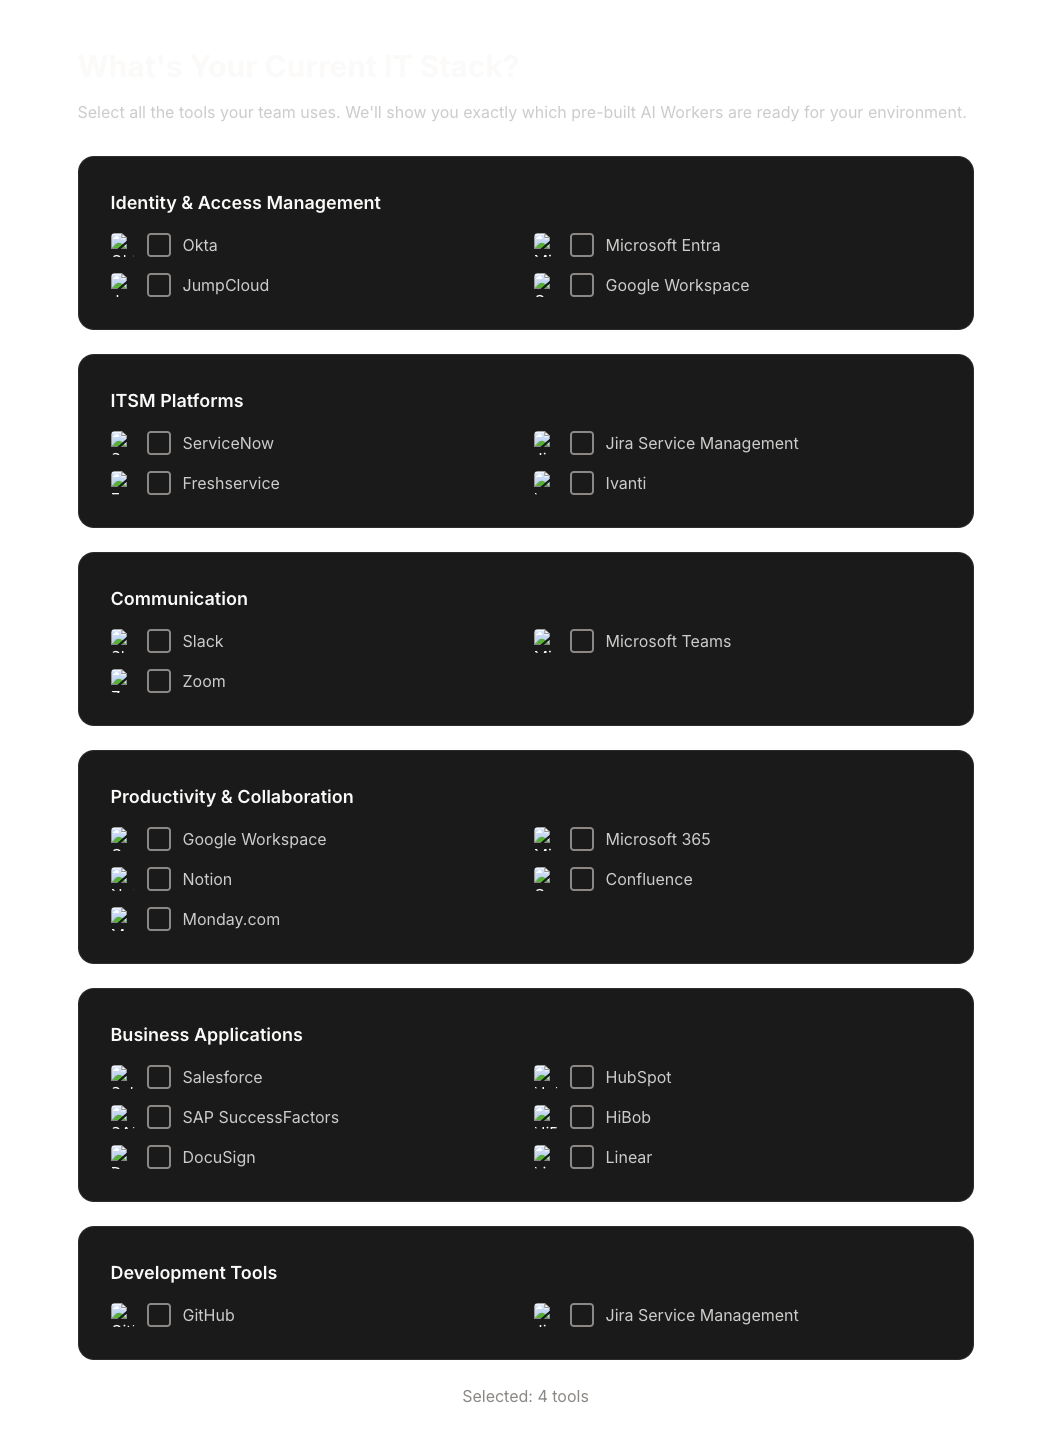 What's Your Current IT Stack?
Select all the tools your team uses. We'll show you exactly which pre-built AI Workers are ready for your environment.
Identity & Access Management
Okta
Microsoft Entra
JumpCloud
Google Workspace
ITSM Platforms
ServiceNow
Jira Service Management
Freshservice
Ivanti
Communication
Slack
Microsoft Teams
Zoom
Productivity & Collaboration
Google Workspace
Microsoft 365
Notion
Confluence
Monday.com
Business Applications
Salesforce
HubSpot
SAP SuccessFactors
HiBob
DocuSign
Linear
Development Tools
GitHub
Jira Service Management
Selected: 4 tools